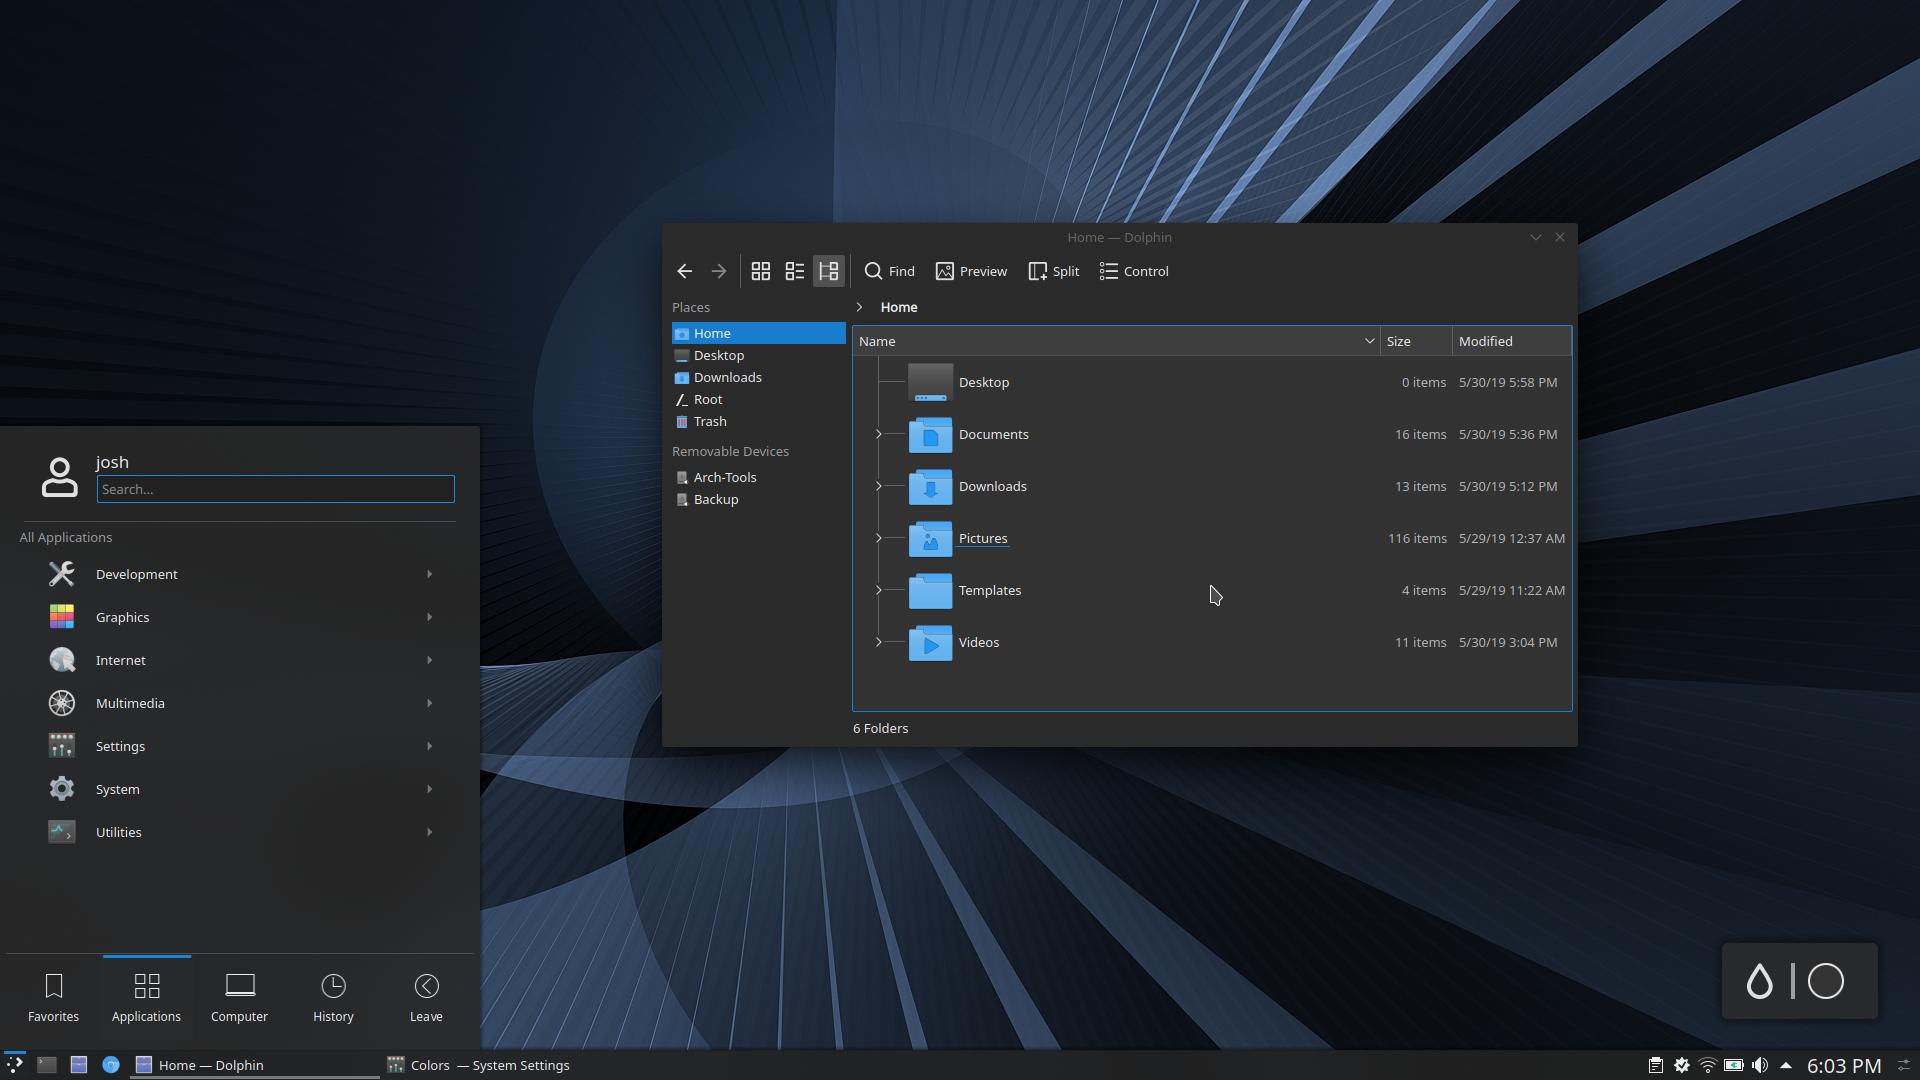 Home — Dolphin
Find Preview Split Control
Places
Home
Desktop
Downloads
Root
Trash
Removable Devices
Arch-Tools
Backup
Home
Name Size Modified
Desktop 0 items 5/30/19 5:58 PM
Documents 16 items 5/30/19 5:36 PM
Downloads 13 items 5/30/19 5:12 PM
Pictures 116 items 5/29/19 12:37 AM
Templates 4 items 5/29/19 11:22 AM
Videos 11 items 5/30/19 3:04 PM
6 Folders
josh
Search...
All Applications
Development
Graphics
Internet
Multimedia
Settings
System
Utilities
Favorites Applications Computer History Leave
Home — Dolphin Colors — System Settings 6:03 PM